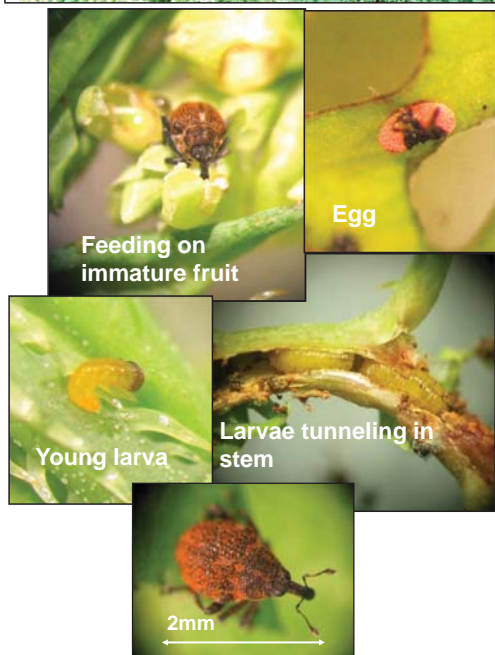 Feeding on
immature fruit
Egg
Young larva
Larvae tunneling in
stem
2mm